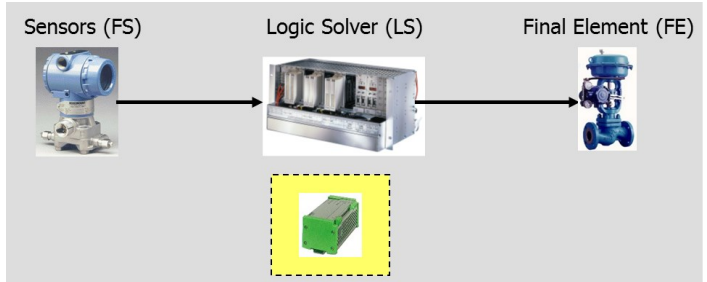 Sensors (FS)
Logic Solver (LS)
Final Element (FE)